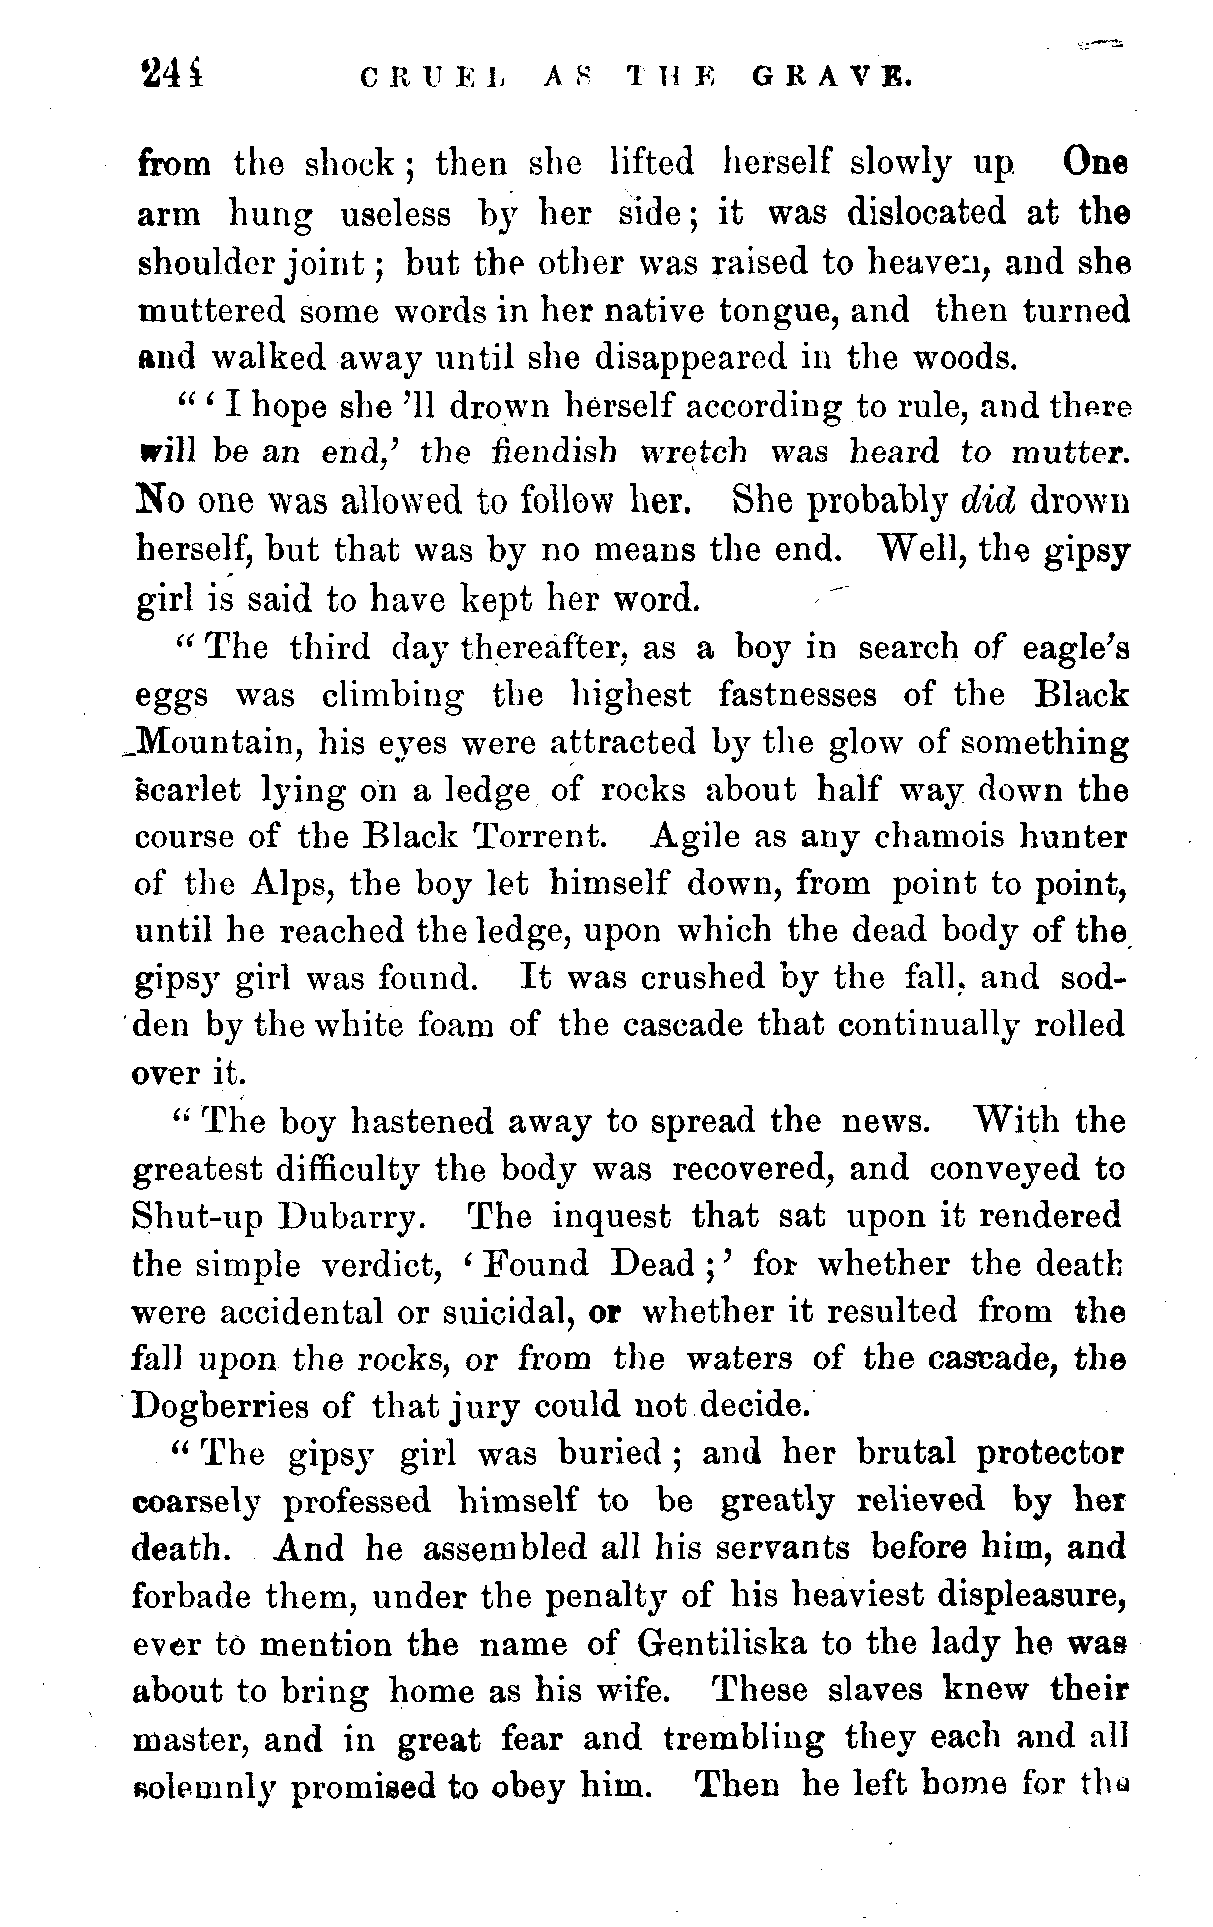 244 CRUEL AS THE GRAVE.
from the shock; then she lifted herself slowly up. One
arm hung useless by her side; it was dislocated at the
shoulder joint; but the other was raised to heaven, and she
muttered some words in her native tongue, and then turned
and walked away until she disappeared in the woods.
"'I hope she'll drown herself according to rule, and there
will be an end,' the fiendish wretch was heard to mutter.
No one was allowed to follow her. She probably did drown
herself, but that was by no means the end. Well, the gipsy
girl is said to have kept her word.
"The third day thereafter, as a boy in search of eagle's
eggs was climbing the highest fastnesses of the Black
Mountain, his eyes were attracted by the glow of something
scarlet lying on a ledge of rocks about half way down the
course of the Black Torrent. Agile as any chamois hunter
of the Alps, the boy let himself down, from point to point,
until he reached the ledge, upon which the dead body of the
gipsy girl was found. It was crushed by the fall, and sod-
den by the white foam of the cascade that continually rolled
over it.
"The boy hastened away to spread the news. With the
greatest difficulty the body was recovered, and conveyed to
Shut-up Dubarry. The inquest that sat upon it rendered
the simple verdict, 'Found Dead;' for whether the death
were accidental or suicidal, or whether it resulted from the
fall upon the rocks, or from the waters of the cascade, the
Dogberries of that jury could not decide.
"The gipsy girl was buried; and her brutal protector
coarsely professed himself to be greatly relieved by her
death. And he assembled all his servants before him, and
forbade them, under the penalty of his heaviest displeasure,
ever to mention the name of Gentiliska to the lady he was
about to bring home as his wife. These slaves knew their
master, and in great fear and trembling they each and all
solemnly promised to obey him. Then he left home for the